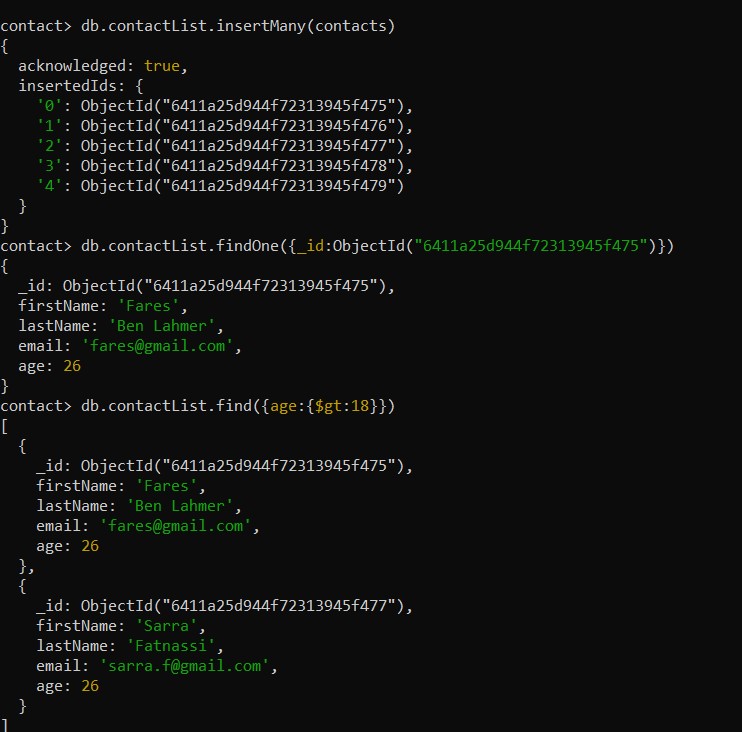 contact> db.contactList.insertMany(contacts)
{
  acknowledged: true,
  insertedIds: {
    '0': ObjectId("6411a25d944f72313945f475"),
    '1': ObjectId("6411a25d944f72313945f476"),
    '2': ObjectId("6411a25d944f72313945f477"),
    '3': ObjectId("6411a25d944f72313945f478"),
    '4': ObjectId("6411a25d944f72313945f479")
  }
}
contact> db.contactList.findOne({_id:ObjectId("6411a25d944f72313945f475")})
{
  _id: ObjectId("6411a25d944f72313945f475"),
  firstName: 'Fares',
  lastName: 'Ben Lahmer',
  email: 'fares@gmail.com',
  age: 26
}
contact> db.contactList.find({age:{$gt:18}})
[
  {
    _id: ObjectId("6411a25d944f72313945f475"),
    firstName: 'Fares',
    lastName: 'Ben Lahmer',
    email: 'fares@gmail.com',
    age: 26
  },
  {
    _id: ObjectId("6411a25d944f72313945f477"),
    firstName: 'Sarra',
    lastName: 'Fatnassi',
    email: 'sarra.f@gmail.com',
    age: 26
  }
]